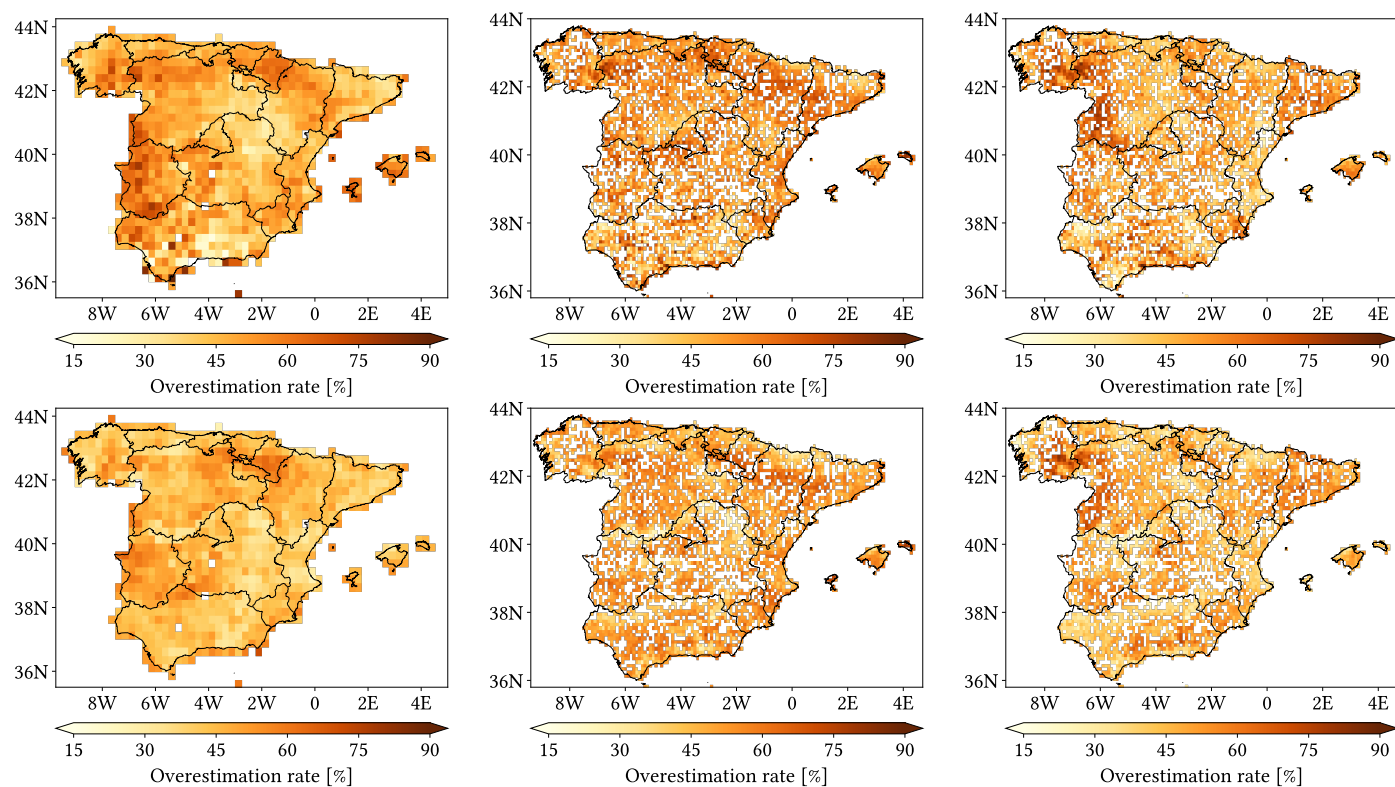 44N 44N 44N
42N 42N 42N
40N 40N 40N
38N 38N 38N
36N 36N 36N
8W 6W 4W 2W 0 2E 4E 8W 6W 4W 2W 0 2E 4E 8W 6W 4W 2W 0 2E 4E
15 30 45 60 75 90 15 30 45 60 75 90 15 30 45 60 75 90
Overestimation rate [%] Overestimation rate [%] Overestimation rate [%]
44N 44N 44N
42N 42N 42N
40N 40N 40N
38N 38N 38N
36N 36N 36N
8W 6W 4W 2W 0 2E 4E 8W 6W 4W 2W 0 2E 4E 8W 6W 4W 2W 0 2E 4E
15 30 45 60 75 90 15 30 45 60 75 90 15 30 45 60 75 90
Overestimation rate [%] Overestimation rate [%] Overestimation rate [%]